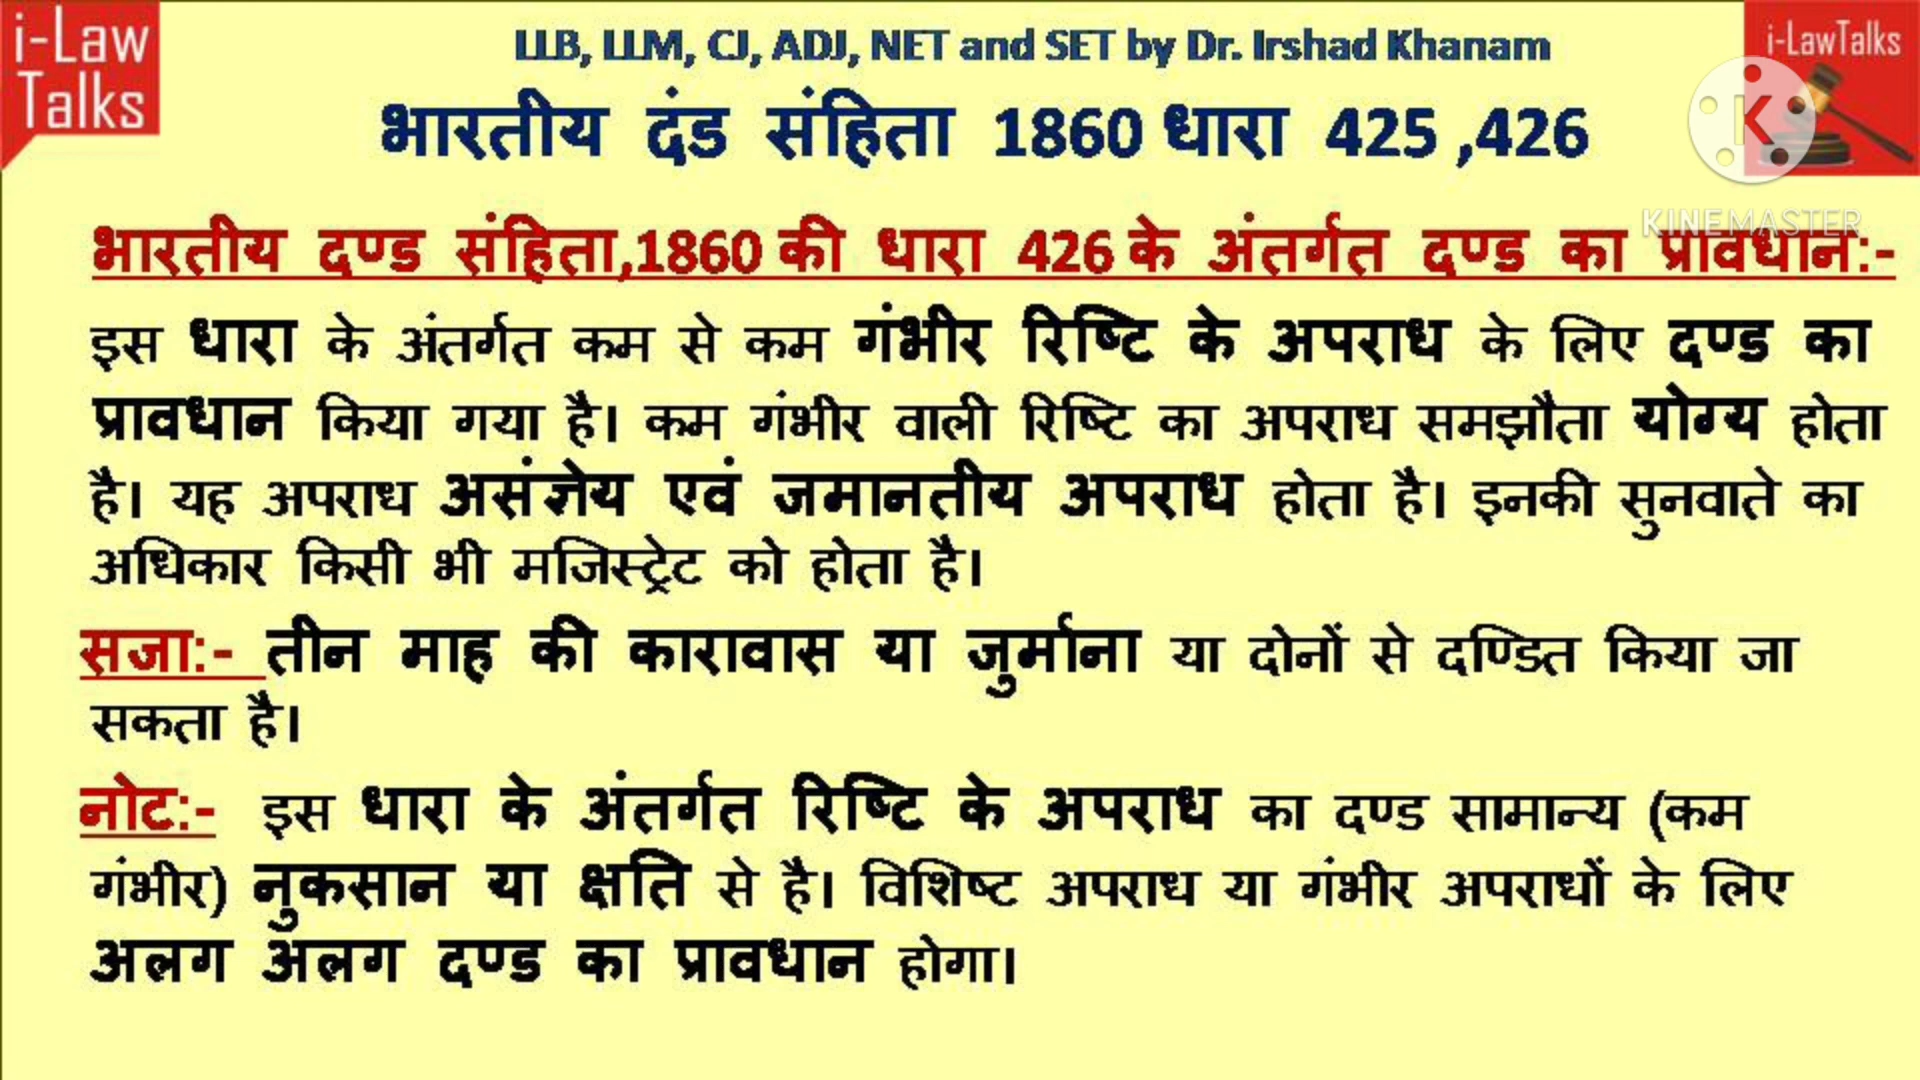 i-Law
Talks
LLB, LLM, CJ, ADJ, NET and SET by Dr. Irshad Khanam
i-LawTalks
K
KINEMASTER
भारतीय दंड संहिता 1860 धारा 425 ,426
भारतीय दण्ड संहिता,1860 की धारा 426 के अंतर्गत दण्ड का प्रावधान:-
इस धारा के अंतर्गत कम से कम गंभीर रिष्टि के अपराध के लिए दण्ड का
प्रावधान किया गया है। कम गंभीर वाली रिष्टि का अपराध समझौता योग्य होता
है। यह अपराध असंज्ञेय एवं जमानतीय अपराध होता है। इनकी सुनवाते का
अधिकार किसी भी मजिस्ट्रेट को होता है।
सजा:- तीन माह की कारावास या जुर्माना या दोनों से दण्डित किया जा
सकता है।
नोट:- इस धारा के अंतर्गत रिष्टि के अपराध का दण्ड सामान्य (कम
गंभीर) नुकसान या क्षति से है। विशिष्ट अपराध या गंभीर अपराधों के लिए
अलग अलग दण्ड का प्रावधान होगा।